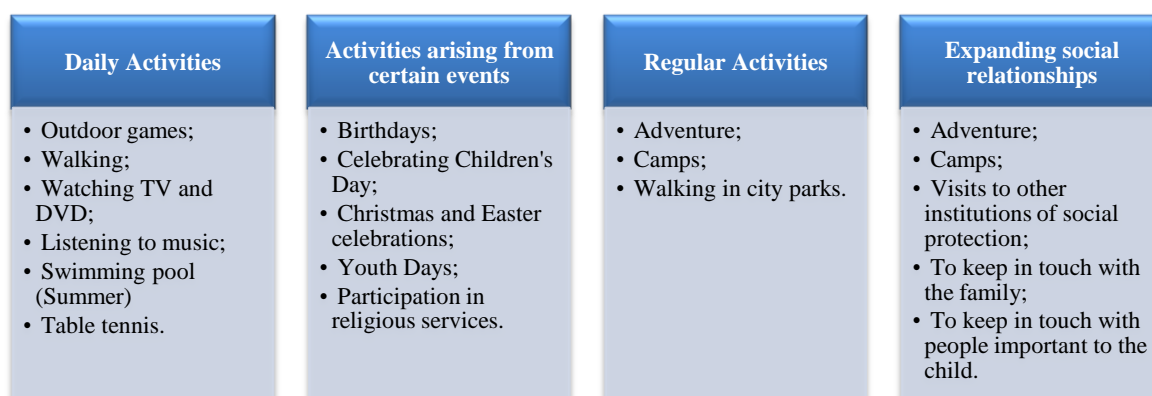 Daily Activities
• Outdoor games;
• Walking;
• Watching TV and
DVD;
• Listening to music;
• Swimming pool
(Summer)
• Table tennis.
Activities arising from
certain events
• Birthdays;
• Celebrating Children's
Day;
• Christmas and Easter
celebrations;
• Youth Days;
• Participation in
religious services.
Regular Activities
• Adventure;
• Camps;
• Walking in city parks.
Expanding social
relationships
• Adventure;
• Camps;
• Visits to other
institutions of social
protection;
• To keep in touch with
the family;
• To keep in touch with
people important to the
child.